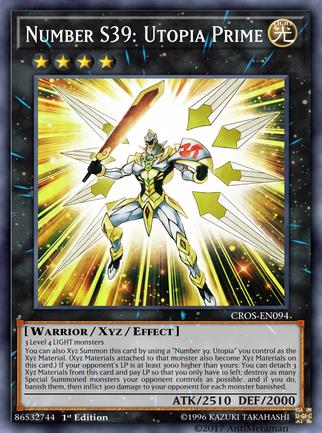 Number S39: Utopia Prime
LIGHT
光
CROS-EN094
[Warrior/Xyz/Effect]
3 Level 4 LIGHT monsters
You can also Xyz Summon this card by using a "Number 39: Utopia" you control as the
Xyz Material. (Xyz Materials attached to that monster also become Xyz Materials on
this card.) If your opponent's LP is at least 3000 higher than yours: You can detach 3
Xyz Materials from this card and pay LP so that you only have 10 left; destroy as many
Special Summoned monsters your opponent controls as possible, and if you do,
banish them, then inflict 300 damage to your opponent for each monster banished.
ATK/2510 DEF/2000
86532744 1st Edition ©1996 KAZUKI TAKAHASHI
©2017 AntiMetaman